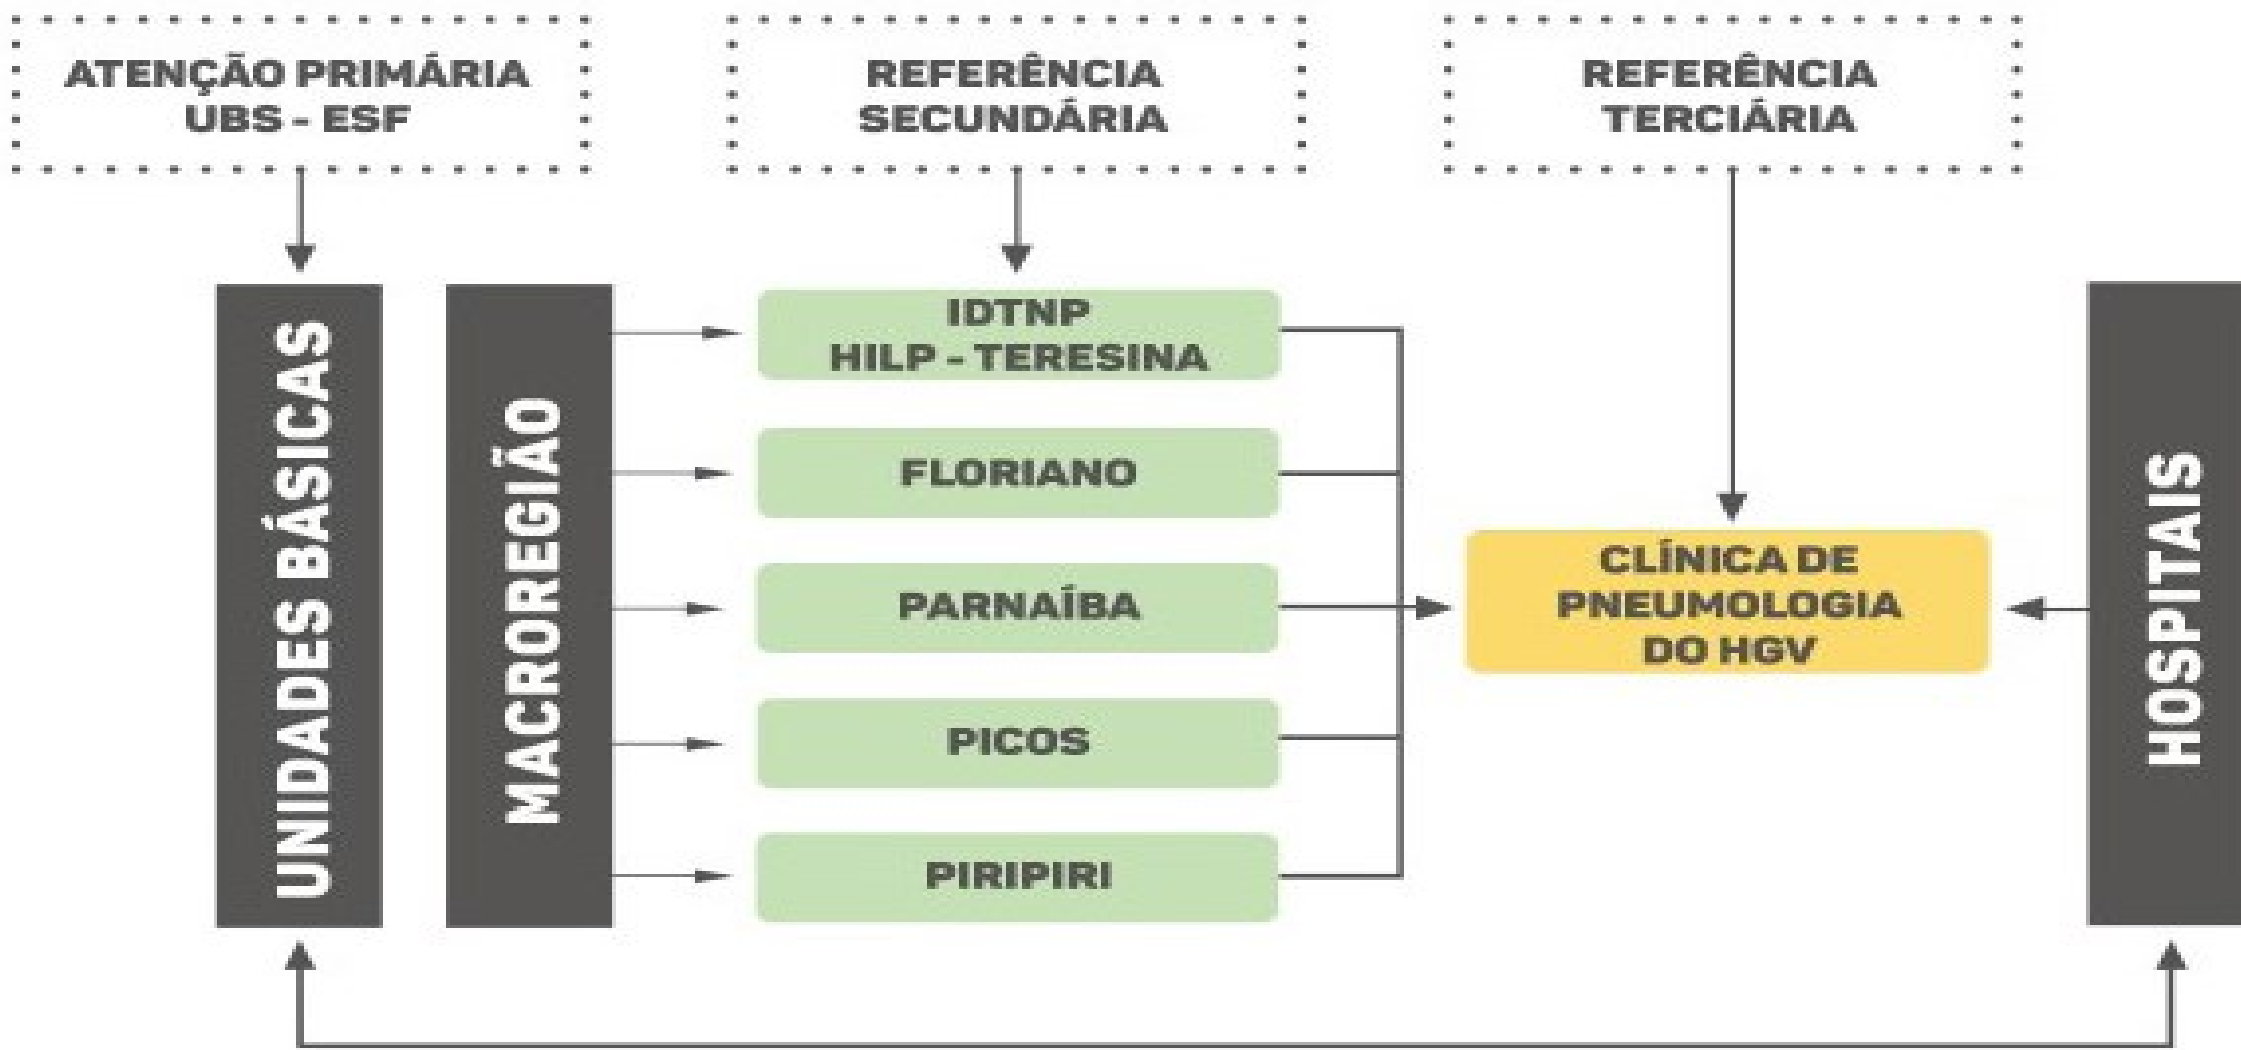 ATENÇÃO PRIMÁRIA
UBS - ESF
REFERÊNCIA
SECUNDÁRIA
REFERÊNCIA
TERCIÁRIA
UNIDADES BÁSICAS
MACROREGIÃO
IDTNP
HILP - TERESINA
FLORIANO
PARNAÍBA
PICOS
PIRIPIRI
CLÍNICA DE
PNEUMOLOGIA
DO HGV
HOSPITAIS